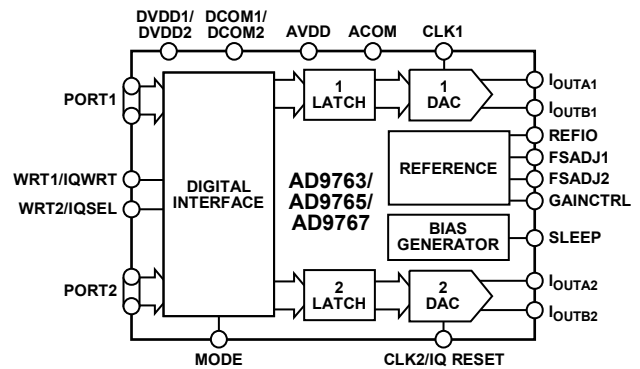 DVDD1/
DVDD2
DCOM1/
DCOM2
AVDD
ACOM
CLK1
PORT1
WRT1/IQWRT
WRT2/IQSEL
PORT2
DIGITAL
INTERFACE
1
LATCH
1
DAC
AD9763/
AD9765/
AD9767
REFERENCE
BIAS
GENERATOR
2
LATCH
2
DAC
IOUTA1
IOUTB1
REFIO
FSADJ1
FSADJ2
GAINCTRL
SLEEP
IOUTA2
IOUTB2
MODE
CLK2/IQ RESET